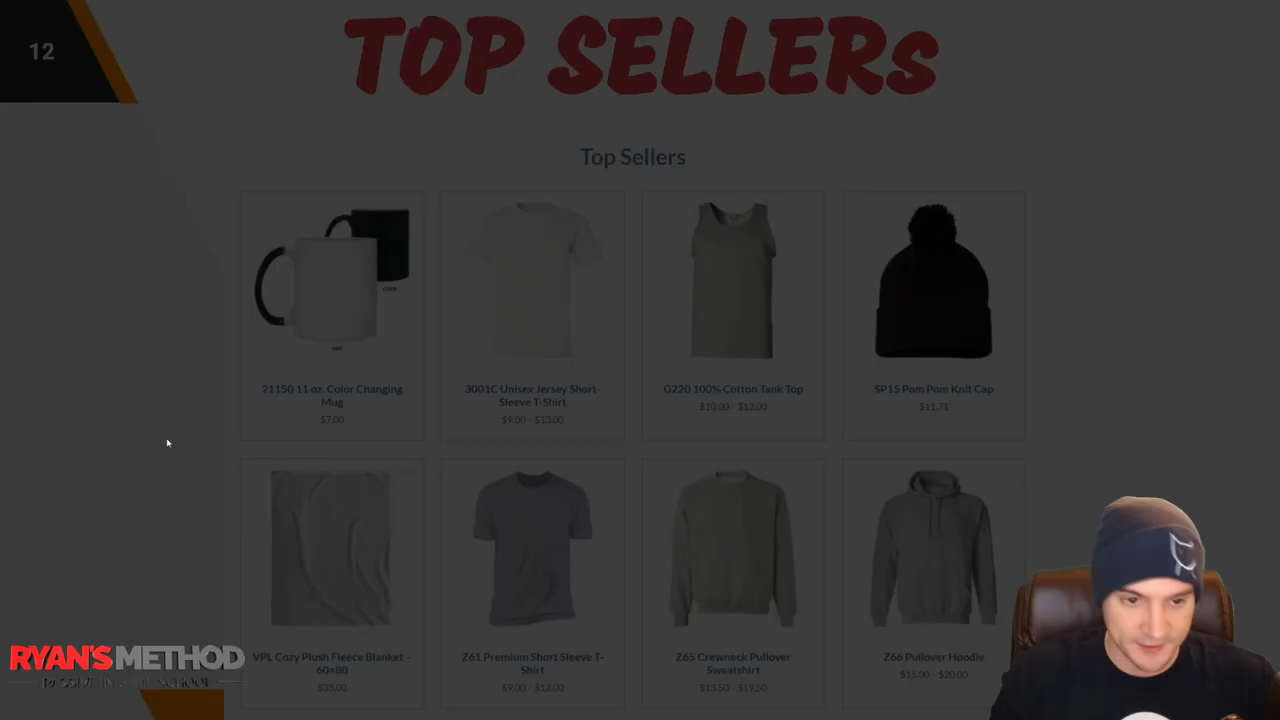 12
TOP SELLERs
Top Sellers
21150 11 oz. Color Changing
Mug
$7.00
3001C Unisex Jersey Short-
Sleeve T-Shirt
$9.00 - $13.00
G220 100% Cotton Tank Top
$10.00 - $13.00
SP15 Pom Pom Knit Cap
$11.71
VPL Cozy Plush Fleece Blanket –
60×80
$33.00
Z61 Premium Short Sleeve T-
Shirt
$9.00 - $12.00
Z65 Crewneck Pullover
Sweatshirt
$13.50 - $19.50
Z66 Pullover Hoodie
$15.00 - $20.00
RYAN'S METHOD